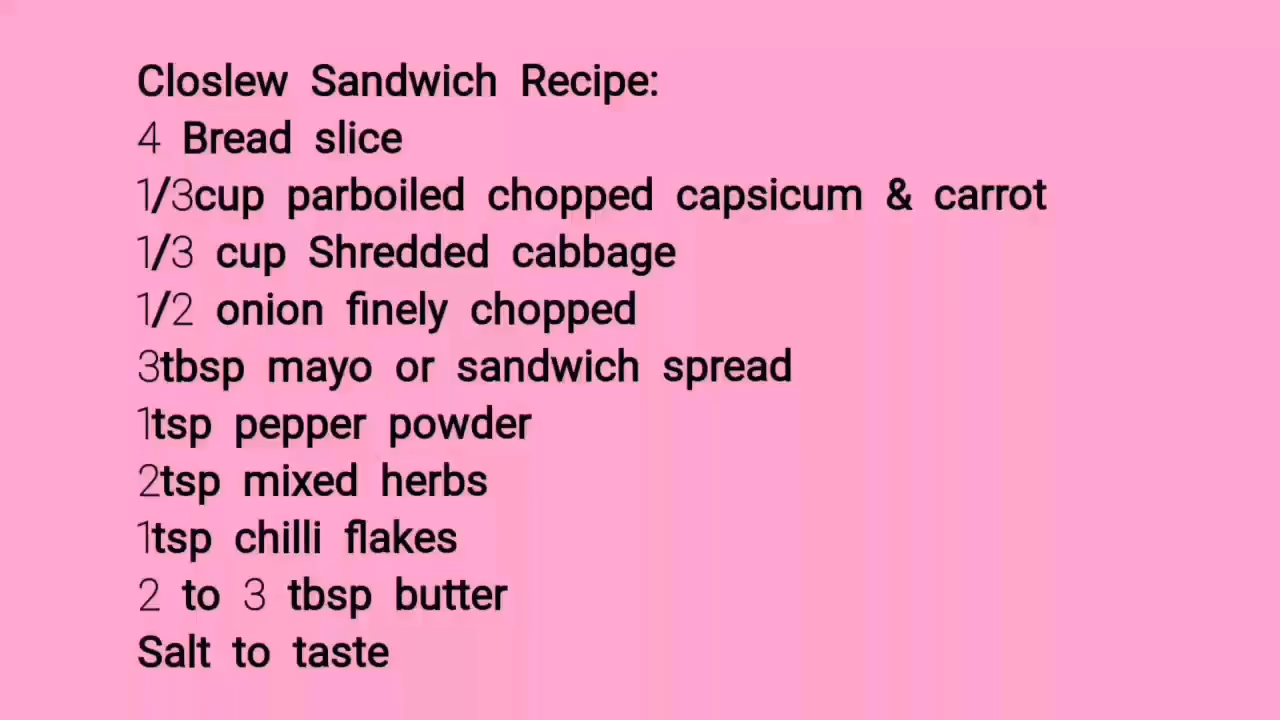 Closlew Sandwich Recipe:
4 Bread slice
1/3cup parboiled chopped capsicum & carrot
1/3 cup Shredded cabbage
1/2 onion finely chopped
3tbsp mayo or sandwich spread
1tsp pepper powder
2tsp mixed herbs
1tsp chilli flakes
2 to 3 tbsp butter
Salt to taste